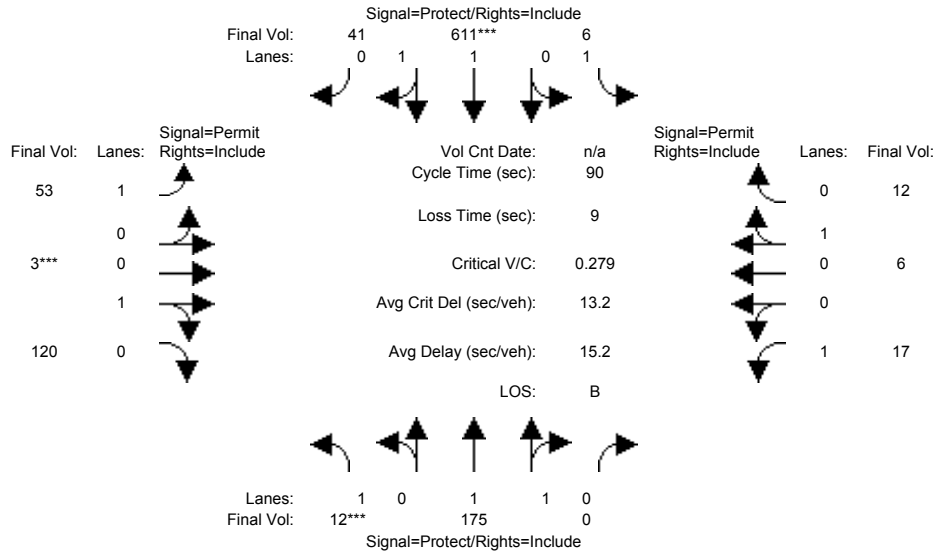 Signal=Protect/Rights=Include
Final Vol: 41 611*** 6
Lanes: 0 1 1 0 1
Signal=Permit
Final Vol: Lanes: Rights=Include
Vol Cnt Date: n/a
Signal=Permit
Rights=Include Lanes: Final Vol:
Cycle Time (sec): 90
53 1
0 12
Loss Time (sec): 9
0
1
3*** 0
Critical V/C: 0.279
0 6
1
Avg Crit Del (sec/veh): 13.2
0
120 0
Avg Delay (sec/veh): 15.2
1 17
LOS: B
Lanes: 1 0 1 1 0
Final Vol: 12*** 175 0
Signal=Protect/Rights=Include